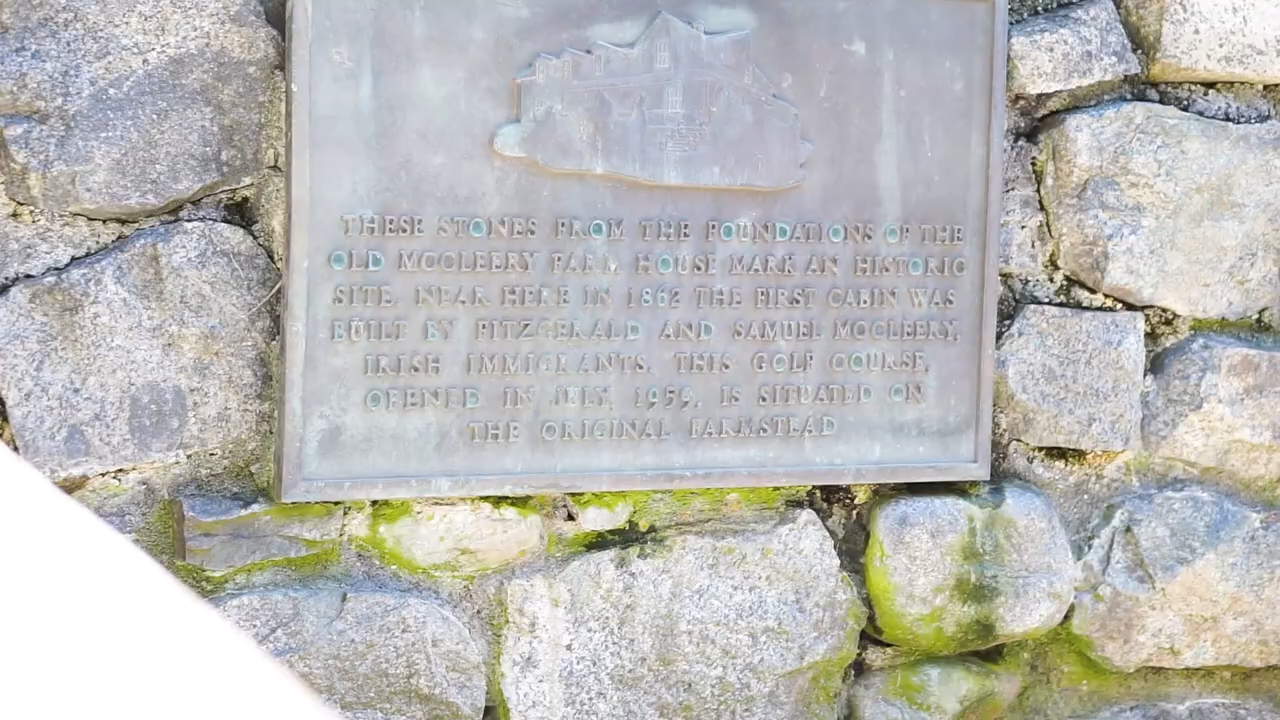 THESE STONES FROM THE FOUNDATIONS OF THE
OLD MCCLEERY FARM HOUSE MARK AN HISTORIC
SITE. NEAR HERE IN 1862 THE FIRST CABIN WAS
BUILT BY FITZGERALD AND SAMUEL MCCLEERY,
IRISH IMMIGRANTS. THIS GOLF COURSE,
OPENED IN JULY, 1959, IS SITUATED ON
THE ORIGINAL FARMSTEAD